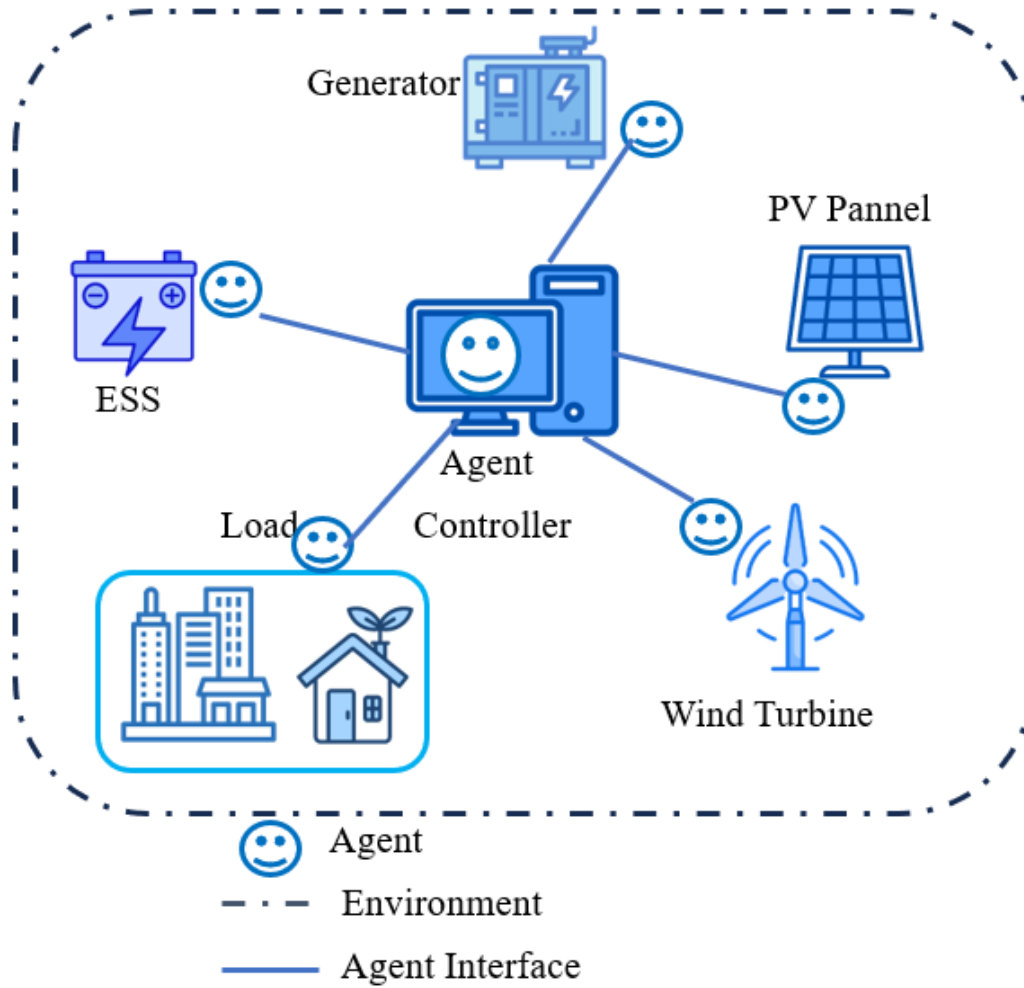 Generator
PV Pannel
ESS
Agent
Controller
Load
Wind Turbine
Agent
Environment
Agent Interface